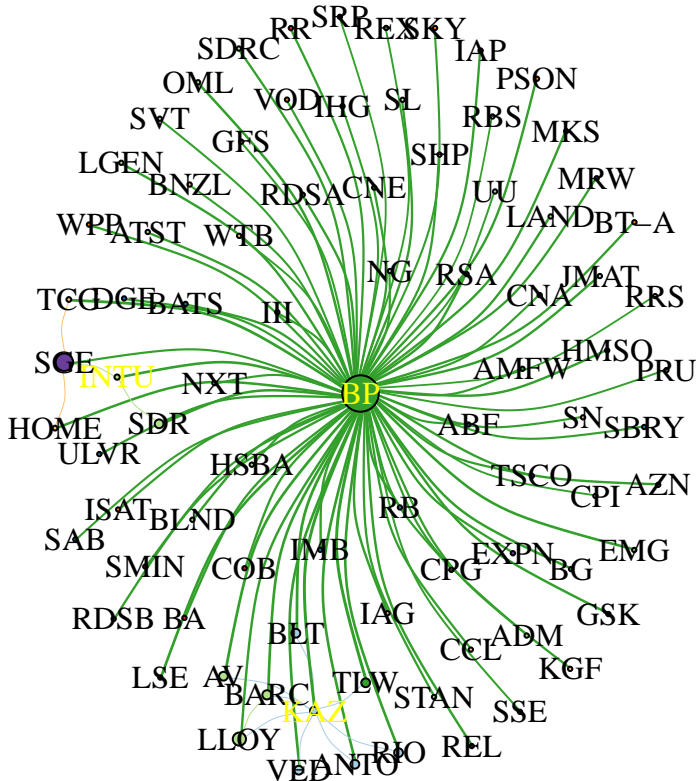 SRP
RR
REX
SKY
SDRC
IAP
OML
PSON
VOD
IHG
SL
SVT
RBS
MKS
GFS
SHP
LGEN
BNZL
RDSA
CNE
UU
MRW
WPP
ATST
WTB
LAND
BT−A
NG
RSA
JMAT
TCG
DGE
BATS
III
CNA
RRS
SGE
INTU
NXT
BP
AMFW
HMSO
PRU
HOME
SDR
ABF
SN
SBRY
ULVR
HSBA
TSCO
CPI
AZN
ISAT
BLND
RB
SAB
SMIN
COB
IMB
CPG
EXPN
BG
EMG
RDSB
BA
BLT
IAG
CCL
ADM
GSK
LSE
AV
BARC
TLW
STAN
KGF
KAZ
SSE
LLOY
VED
ANTO
RIO
REL